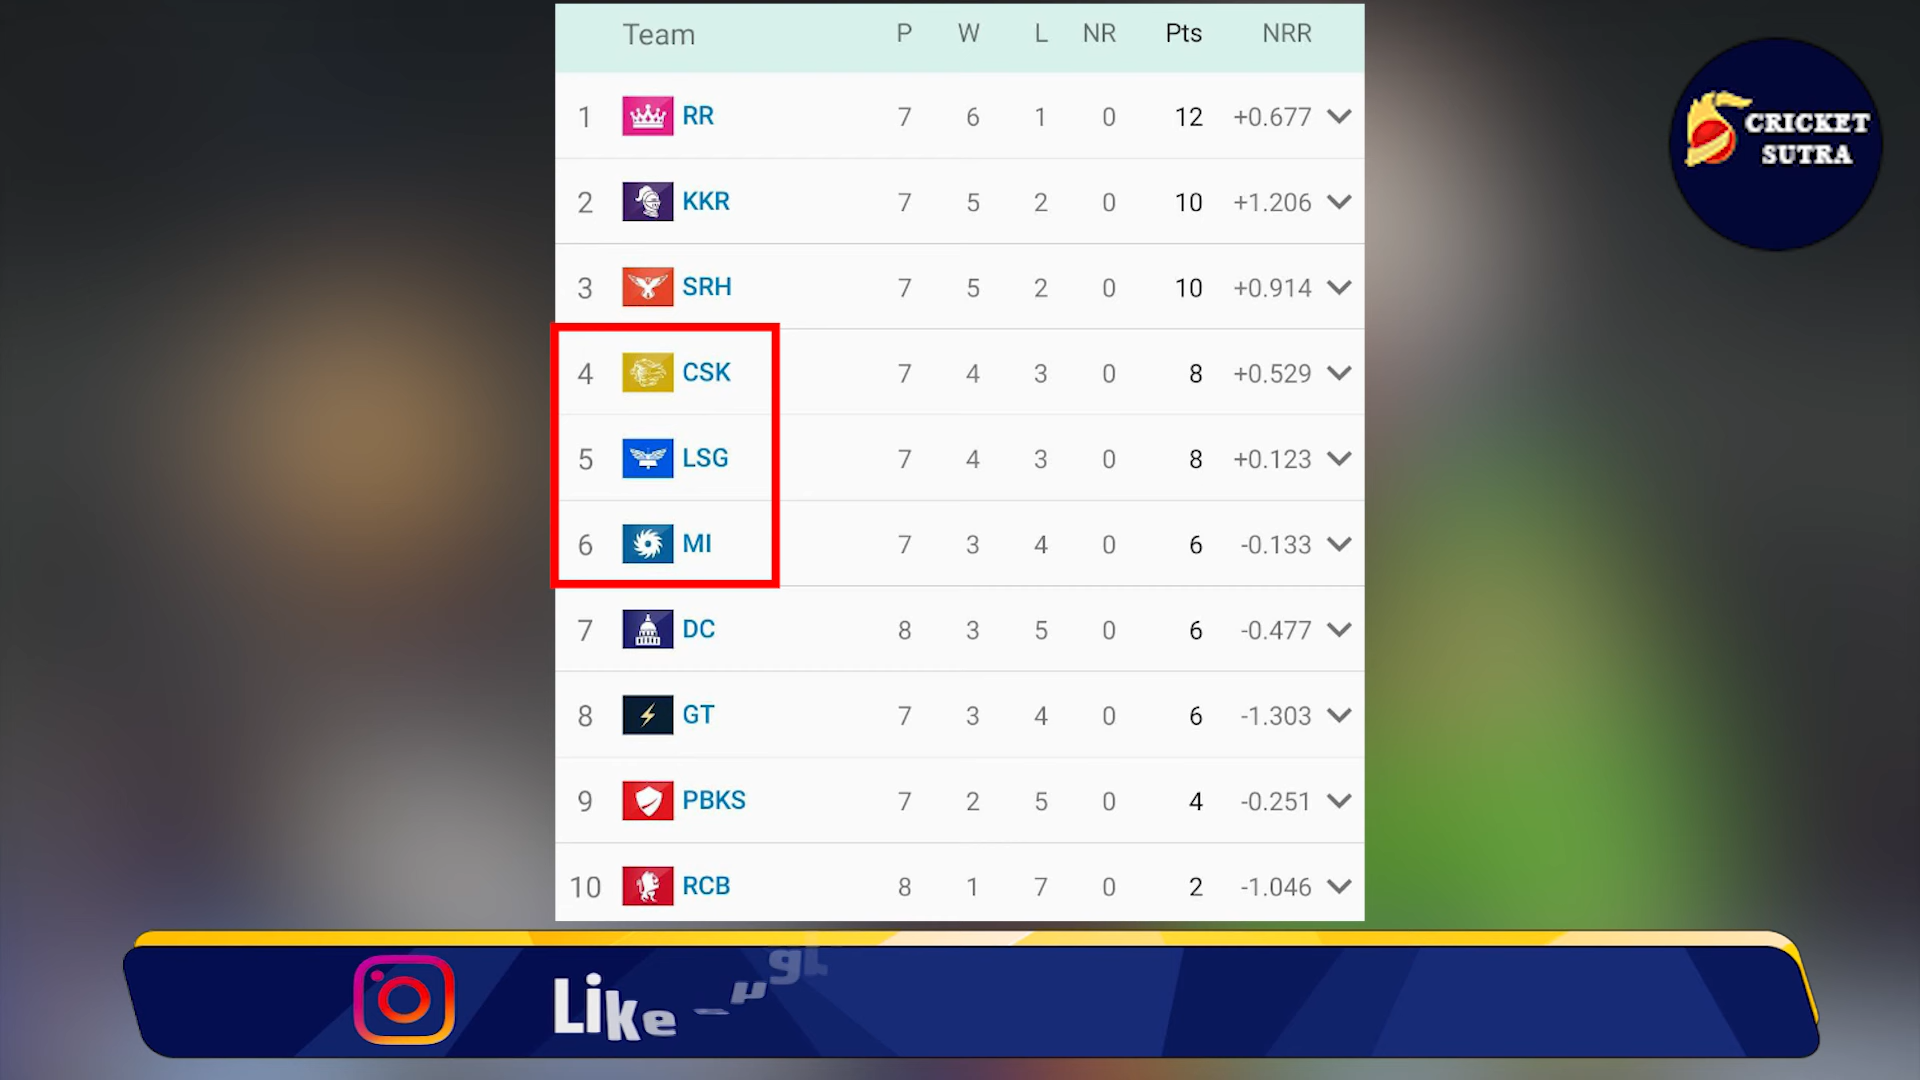 Team P W L NR Pts NRR
1 RR 7 6 1 0 12 +0.677
2 KKR 7 5 2 0 10 +1.206
3 SRH 7 5 2 0 10 +0.914
4 CSK 7 4 3 0 8 +0.529
5 LSG 7 4 3 0 8 +0.123
6 MI 7 3 4 0 6 -0.133
7 DC 8 3 5 0 6 -0.477
8 GT 7 3 4 0 6 -1.303
9 PBKS 7 2 5 0 4 -0.251
10 RCB 8 1 7 0 2 -1.046
CRICKET
SUTRA
Like